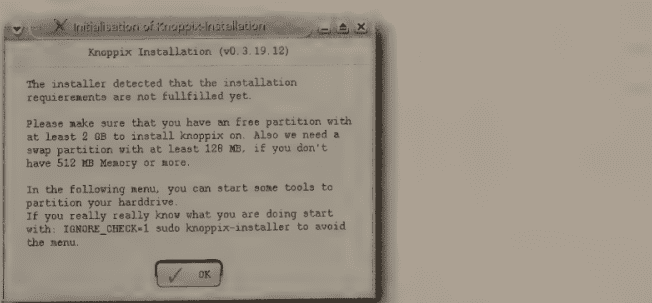 Initialisation of Knoppix-Installation
Knoppix Installation (v0.3.19.12)
The installer detected that the installation
requierements are not fullfilled yet.
Please make sure that you have an free partition with
at least 2 GB to install knoppix on. Also we need a
swap partition with at least 128 MB, if you don't
have 512 MB Memory or more.
In the following menu, you can start some tools to
partition your harddrive.
If you really really know what you are doing start
with: IGNORE_CHECK=1 sudo knoppix-installer to avoid
the menu.
OK